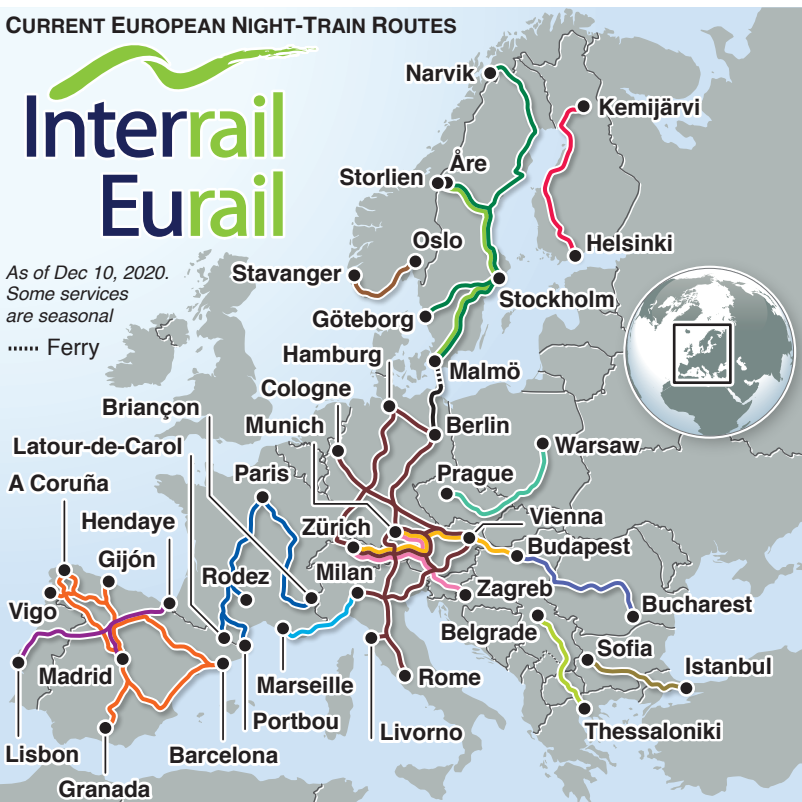 CURRENT EUROPEAN NIGHT-TRAIN ROUTES
Interrail
Eurail
As of Dec 10, 2020.
Some services
are seasonal
Ferry
Narvik
Kemijärvi
Åre
Storlien
Oslo
Helsinki
Stavanger
Stockholm
Göteborg
Hamburg
Malmö
Cologne
Briançon
Munich
Berlin
Latour-de-Carol
Warsaw
Paris
Prague
A Coruña
Hendaye
Zürich
Vienna
Gijón
Budapest
Rodez
Milan
Zagreb
Vigo
Bucharest
Belgrade
Sofia
Madrid
Istanbul
Marseille
Rome
Portbou
Livorno
Thessaloniki
Lisbon
Barcelona
Granada